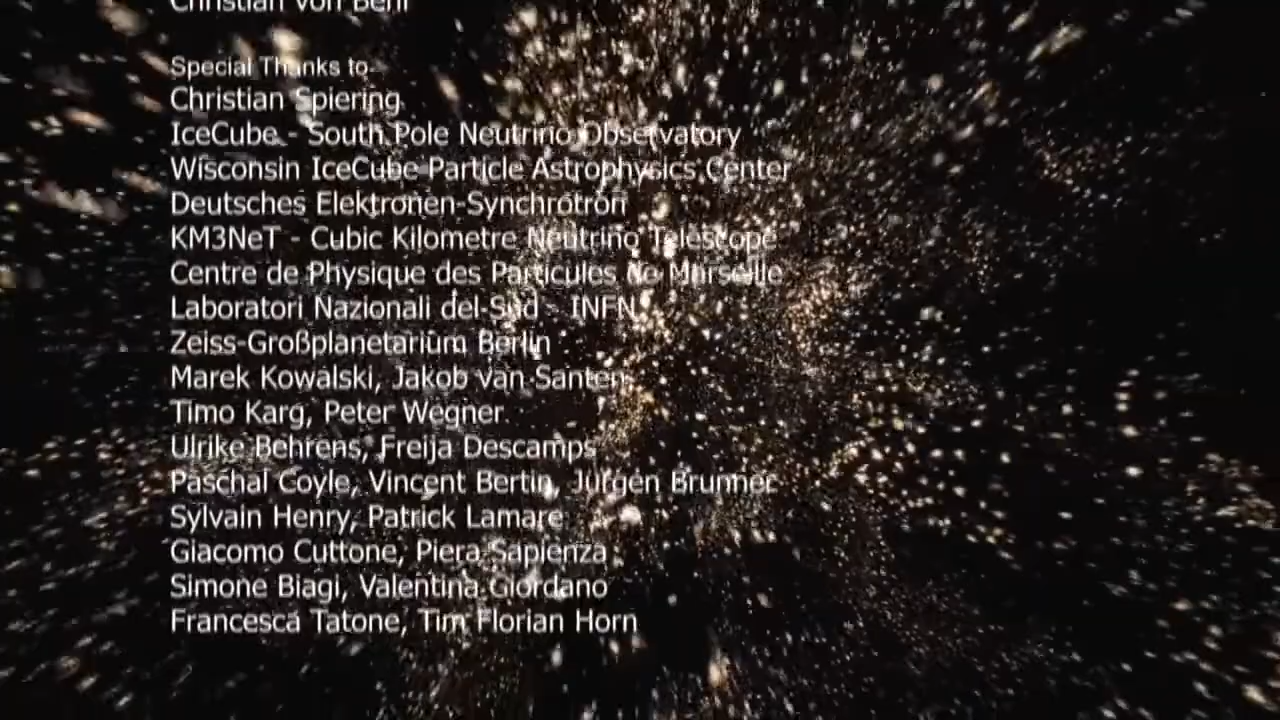 Christian von Behr
Special Thanks to
Christian Spiering
IceCube - South Pole Neutrino Observatory
Wisconsin IceCube Particle Astrophysics Center
Deutsches Elektronen-Synchrotron
KM3NeT - Cubic Kilometre Neutrino Telescope
Centre de Physique des Particules de Marseille
Laboratori Nazionali del Sud - INFN
Zeiss-Großplanetarium Berlin
Marek Kowalski, Jakob van Santen
Timo Karg, Peter Wegner
Ulrike Behrens, Freija Descamps
Paschal Coyle, Vincent Bertin, Jürgen Brunner
Sylvain Henry, Patrick Lamare
Giacomo Cuttone, Piera Sapienza
Simone Biagi, Valentina Giordano
Francesca Tatone, Tim Florian Horn